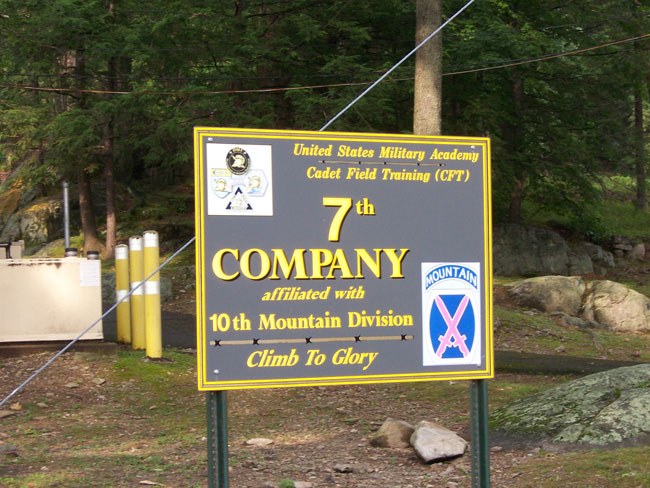 United States Military Academy
Cadet Field Training (CFT)
7th
COMPANY
affiliated with
10th Mountain Division
Climb To Glory
MOUNTAIN